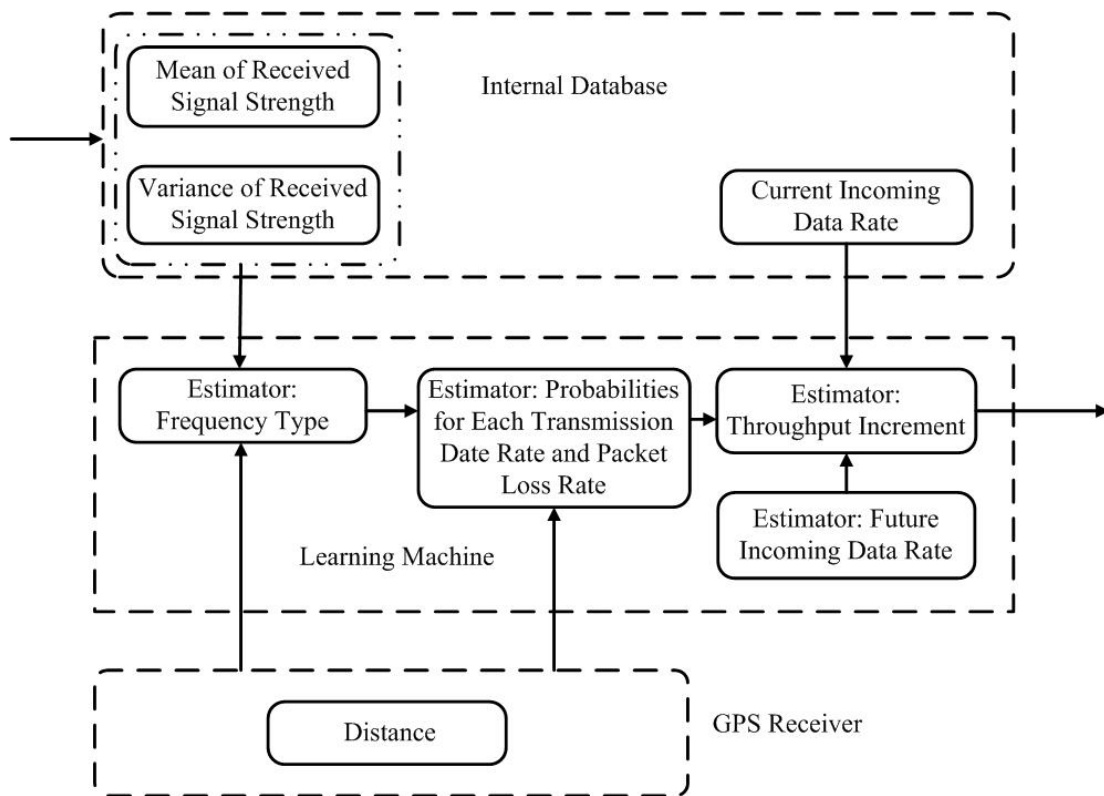 Mean of Received
Signal Strength
Internal Database
Variance of Received
Signal Strength
Current Incoming
Data Rate
Estimator:
Frequency Type
Estimator: Probabilities
for Each Transmission
Date Rate and Packet
Loss Rate
Estimator:
Throughput Increment
Estimator: Future
Incoming Data Rate
Learning Machine
Distance
GPS Receiver